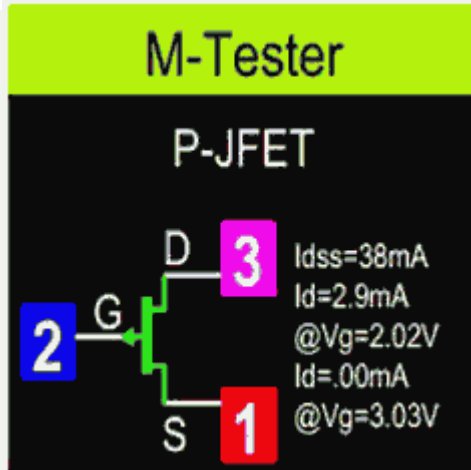 M-Tester
P-JFET
D
3
Idss=38mA
Id=2.9mA
2
G
@Vg=2.02V
Id=.00mA
S
1
@Vg=3.03V